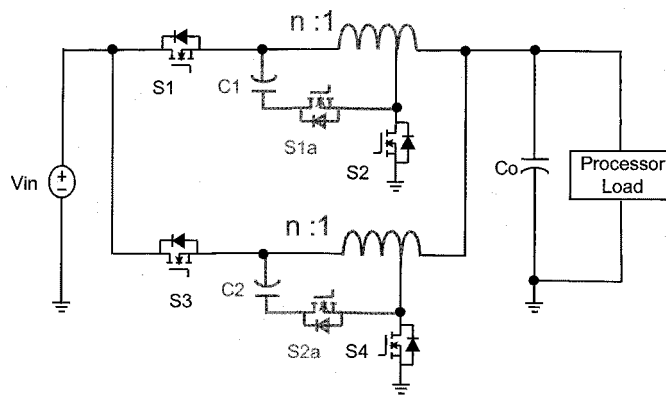 n :1
S1
C1
S1a
S2
Vin
Co
Processor
Load
n :1
S3
C2
S2a
S4